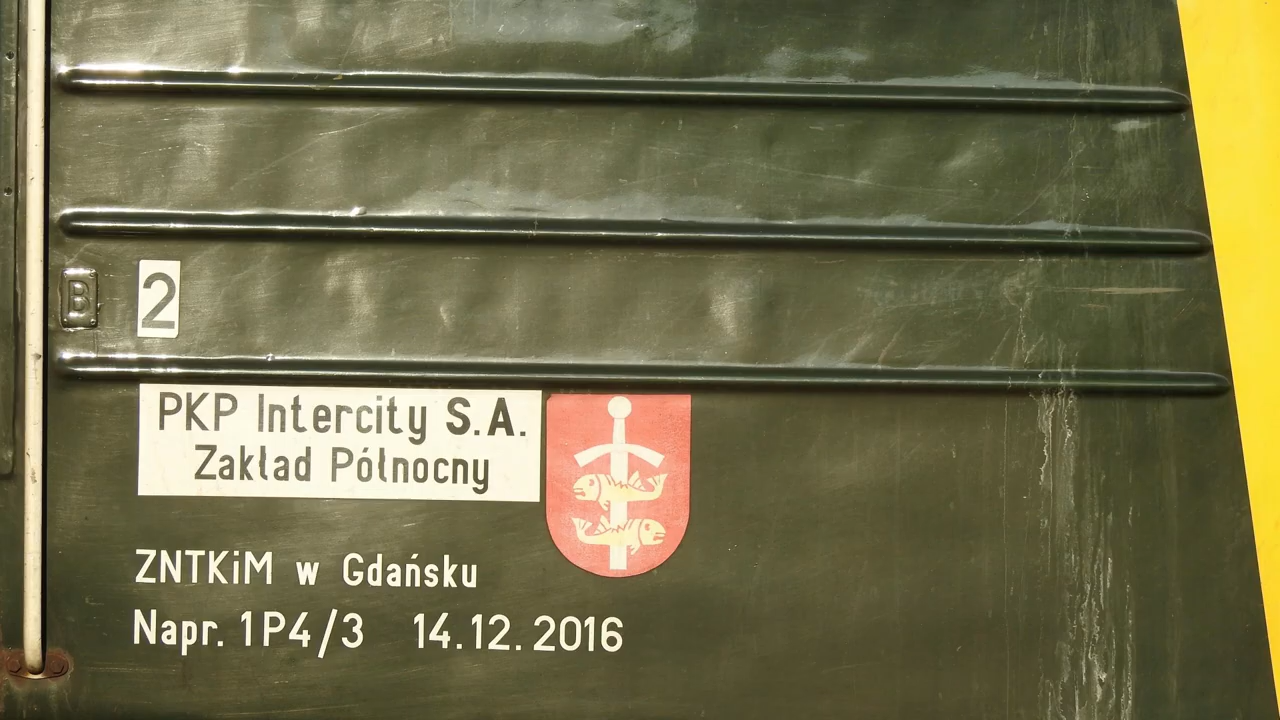 B 2
PKP Intercity S.A.
Zakład Północny
ZNTKiM w Gdańsku
Napr. 1P4/3 14.12.2016